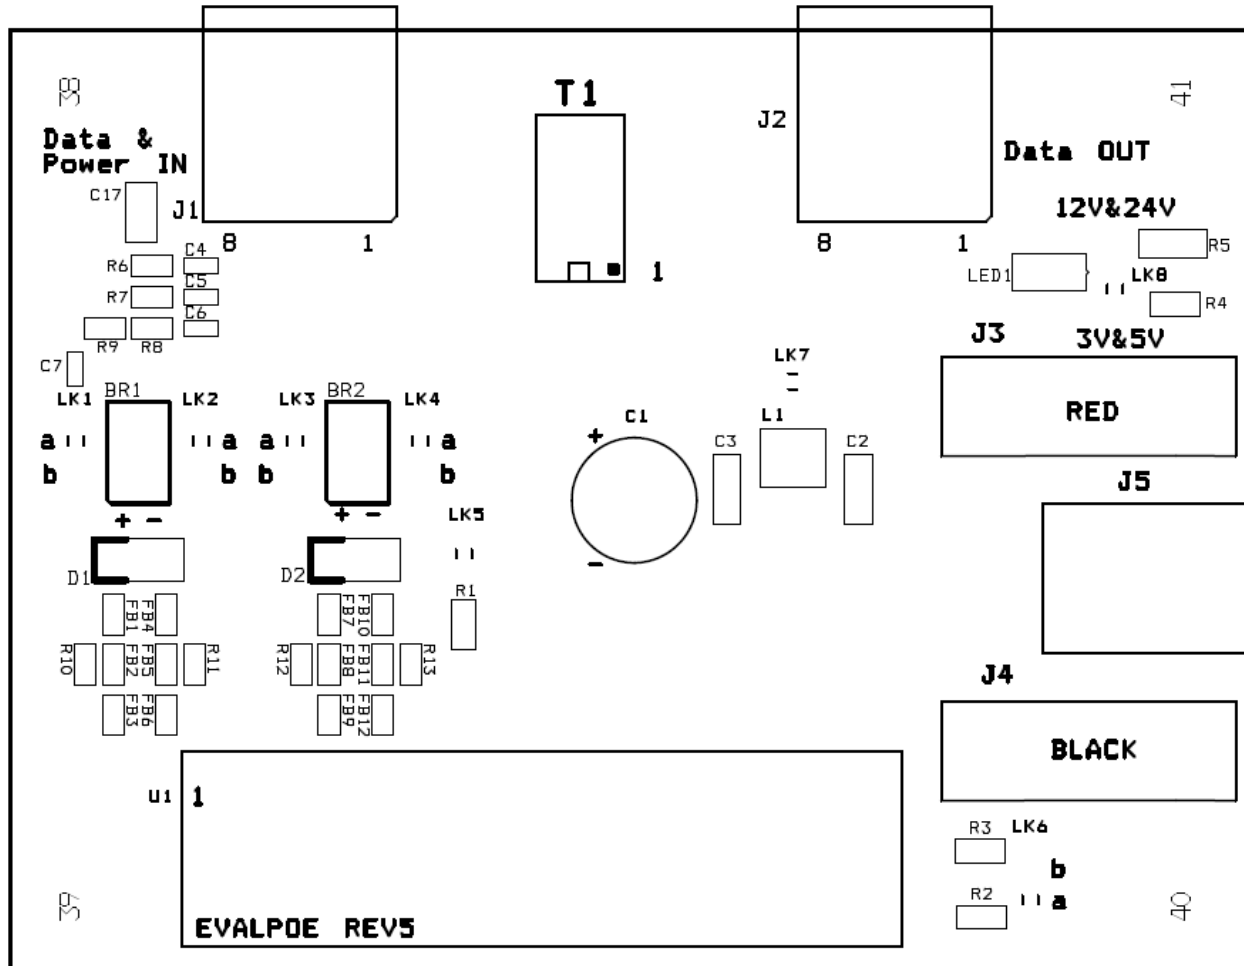 38
41
T1
J2
Data &
Power IN
Data OUT
C17
J1
12V&24V
8 1
8 1
1
C4
R6
R5
LED1
LK8
C5
R7
R4
C6
R9 R8
J3
3V&5V
C7
BR1
BR2
LK7
LK1
LK2
LK3
LK4
RED
C1
L1
a
a
a
a
+
C3
C2
b
b
b
b
J5
+ -
+ -
LK5
D1
D2
-
R1
FB1
FB4
FB7
FB10
R10
FB2
FB5
R11
R12
FB8
FB11
R13
J4
FB3
FB6
FB9
FB12
BLACK
U1
1
R3
LK6
b
R2
a
39
40
EVALPOE REV5